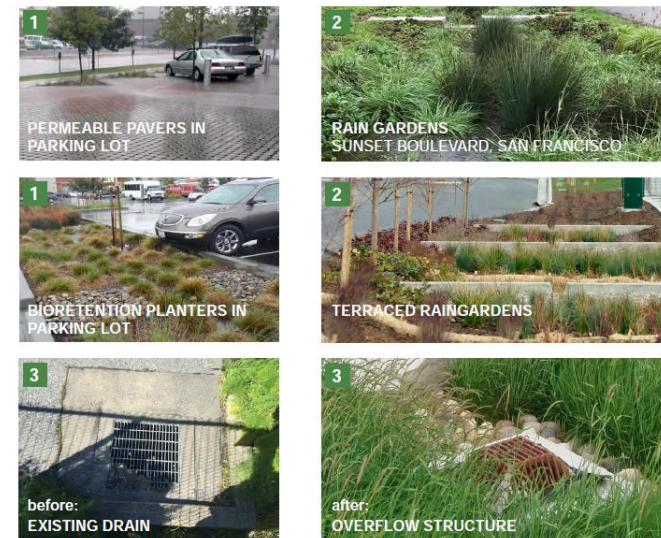 1
PERMEABLE PAVERS IN
PARKING LOT
2
RAIN GARDENS
SUNSET BOULEVARD, SAN FRANCISCO
1
BIORETENTION PLANTERS IN
PARKING LOT
2
TERRACED RAINGARDENS
3
before:
EXISTING DRAIN
3
after:
OVERFLOW STRUCTURE